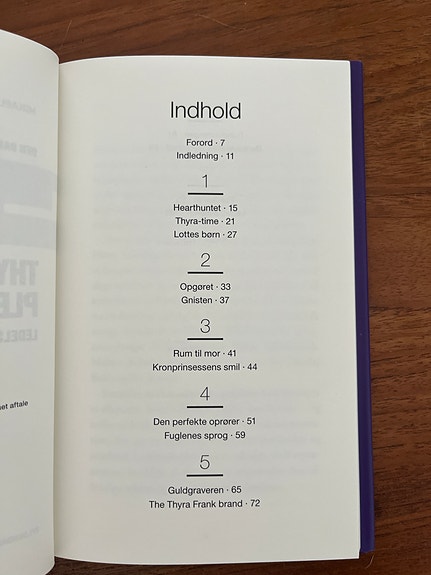 Indhold
Forord · 7
Indledning · 11
1
Hearthuntet · 15
Thyra-time · 21
Lottes børn · 27
2
Opgøret · 33
Gnisten · 37
3
Rum til mor · 41
Kronprinsessens smil · 44
4
Den perfekte oprører · 51
Fuglenes sprog · 59
5
Guldgraveren · 65
The Thyra Frank brand · 72
aftale